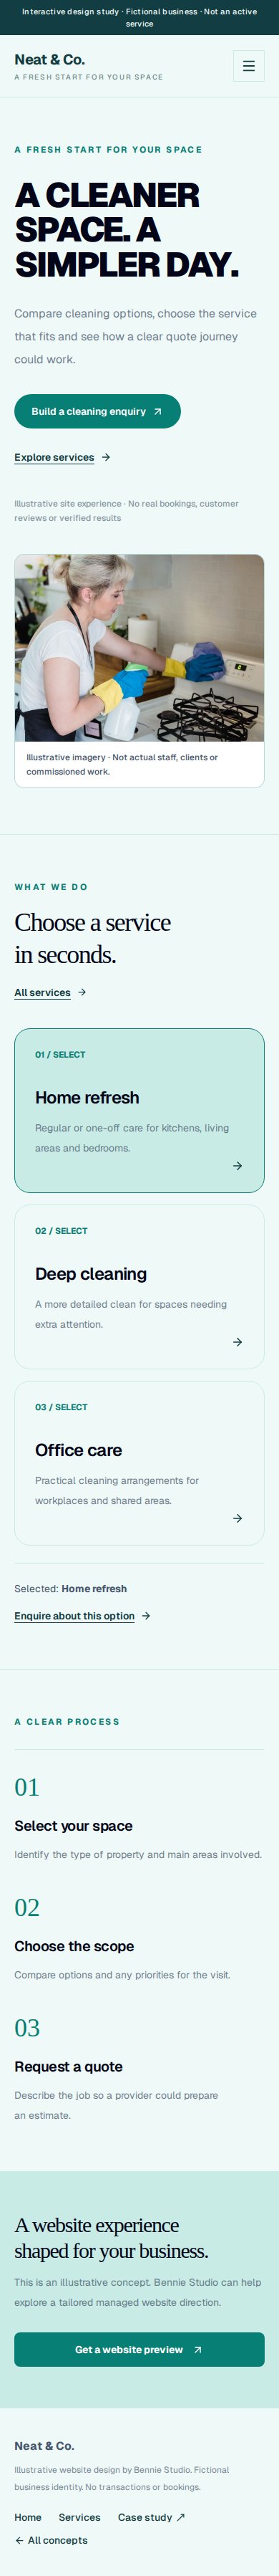 Interactive design study · Fictional business · Not an active
service
Neat & Co.
A FRESH START FOR YOUR SPACE
A FRESH START FOR YOUR SPACE
A CLEANER
SPACE. A
SIMPLER DAY.
Compare cleaning options, choose the service
that fits and see how a clear quote journey
could work.
Build a cleaning enquiry ↗
Explore services →
Illustrative site experience · No real bookings, customer
reviews or verified results
Illustrative imagery · Not actual staff, clients or
commissioned work.
WHAT WE DO
Choose a service
in seconds.
All services →
01 / SELECT
Home refresh
Regular or one-off care for kitchens, living
areas and bedrooms.
→
02 / SELECT
Deep cleaning
A more detailed clean for spaces needing
extra attention.
→
03 / SELECT
Office care
Practical cleaning arrangements for
workplaces and shared areas.
→
Selected: Home refresh
Enquire about this option →
A CLEAR PROCESS
01
Select your space
Identify the type of property and main areas involved.
02
Choose the scope
Compare options and any priorities for the visit.
03
Request a quote
Describe the job so a provider could prepare
an estimate.
A website experience
shaped for your business.
This is an illustrative concept. Bennie Studio can help
explore a tailored managed website direction.
Get a website preview ↗
Neat & Co.
Illustrative website design by Bennie Studio. Fictional
business identity. No transactions or bookings.
Home Services Case study ↗
← All concepts